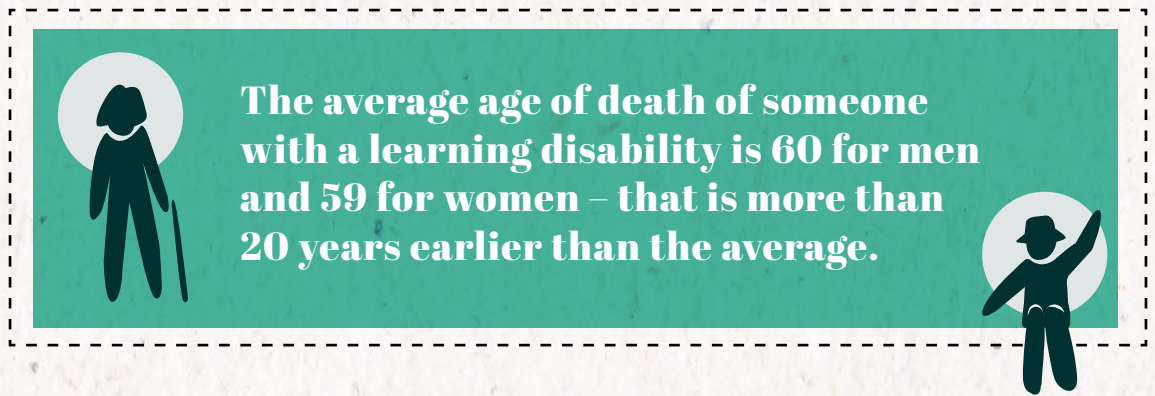 The average age of death of someone
with a learning disability is 60 for men
and 59 for women – that is more than
20 years earlier than the average.